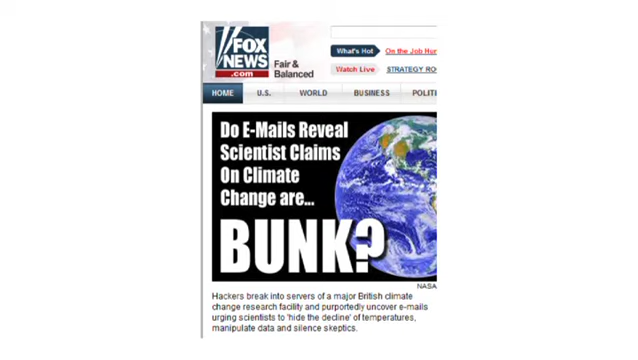 FOX
NEWS
.com
Fair &
Balanced
What's Hot
On the Job Hun
Watch Live
STRATEGY RO
HOME U.S. WORLD BUSINESS POLITI
Do E-Mails Reveal
Scientist Claims
On Climate
Change are...
BUNK?
NASA
Hackers break into servers of a major British climate
change research facility and purportedly uncover e-mails
urging scientists to 'hide the decline' of temperatures,
manipulate data and silence skeptics.